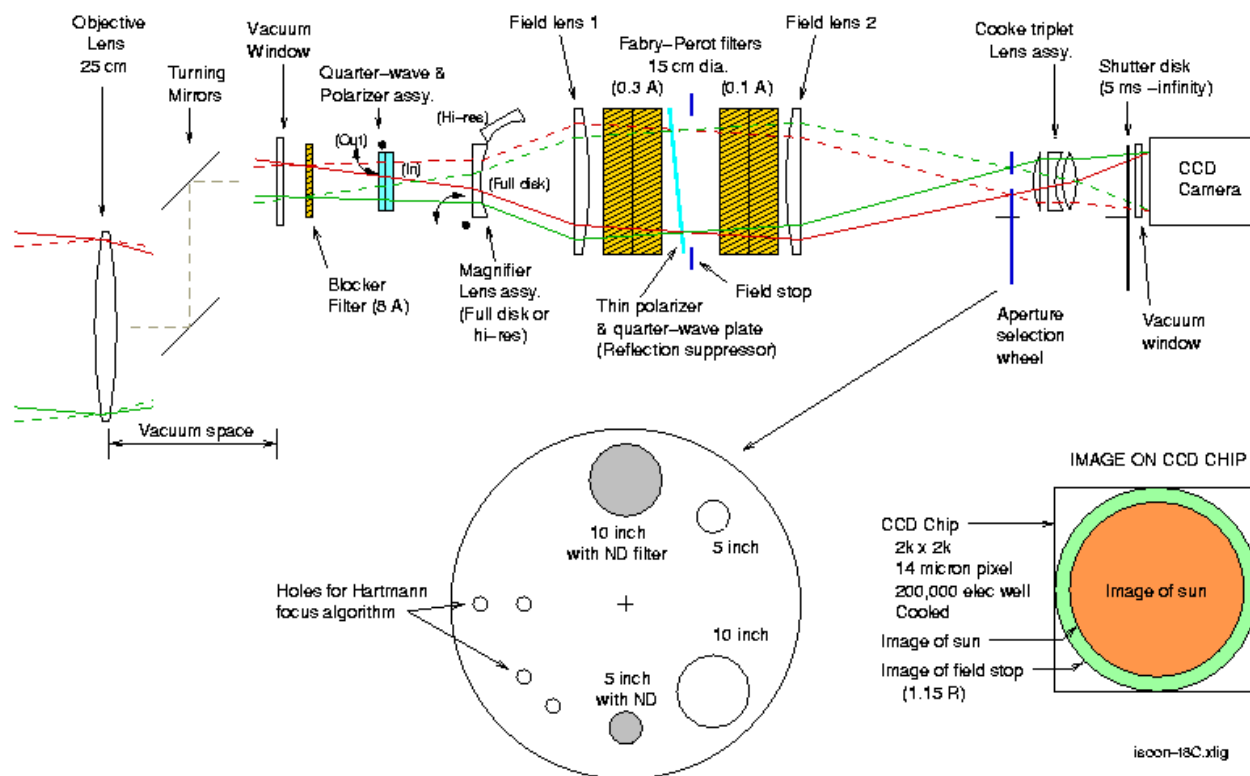 Objective
Lens
25 cm
Turning
Mirrors
Vacuum
Window
Quarter-wave &
Polarizer assy.
(Out)
(In)
(Hi-res)
(Full disk)
Field lens 1
Fabry-Perot filters
15 cm dia.
(0.3 A)
(0.1 A)
Field lens 2
Cooke triplet
Lens assy.
Shutter disk
(5 ms -infinity)
CCD
Camera
Blocker
Filter (8 A)
Magnifier
Lens assy.
(Full disk or
hi-res)
Thin polarizer
& quarter-wave plate
(Reflection suppressor)
Field stop
Aperture
selection
wheel
Vacuum
window
Vacuum space
10 inch
with ND filter
5 inch
Holes for Hartmann
focus algorithm
10 inch
5 inch
with ND
IMAGE ON CCD CHIP
CCD Chip
2k x 2k
14 micron pixel
200,000 elec well
Cooled
Image of sun
Image of sun
Image of field stop
(1.15 R)
isoon-18C.xfig